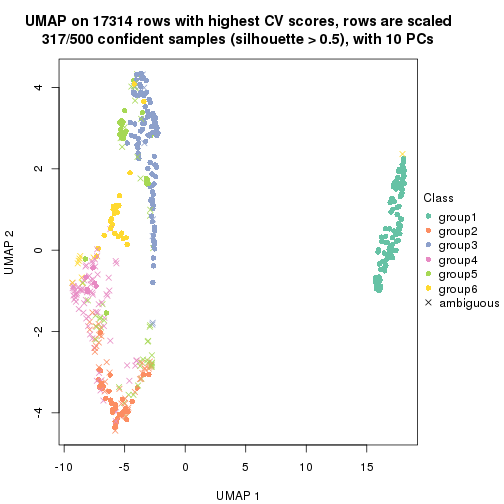 UMAP on 17314 rows with highest CV scores, rows are scaled
317/500 confident samples (silhouette > 0.5), with 10 PCs
4
2
0
-2
-4
UMAP 2
-10
-5
0
5
10
15
UMAP 1
Class
group1
group2
group3
group4
group5
group6
ambiguous